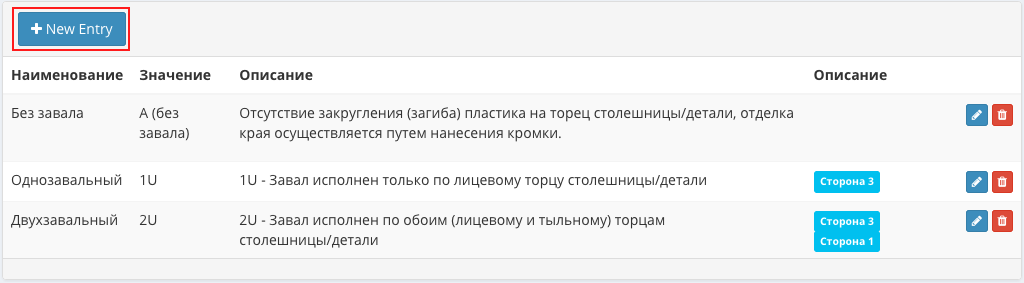 New Entry
Наименование Значение Описание Описание
Без завала А (без завала) Отсутствие закругления (загиба) пластика на торец столешницы/детали, отделка
края осуществляется путем нанесения кромки.
Однозавальный 1U 1U - Завал исполнен только по лицевому торцу столешницы/детали Сторона 3
Двухзавальный 2U 2U - Завал исполнен по обоим (лицевому и тыльному) торцам Сторона 3
столешницы/детали Сторона 1